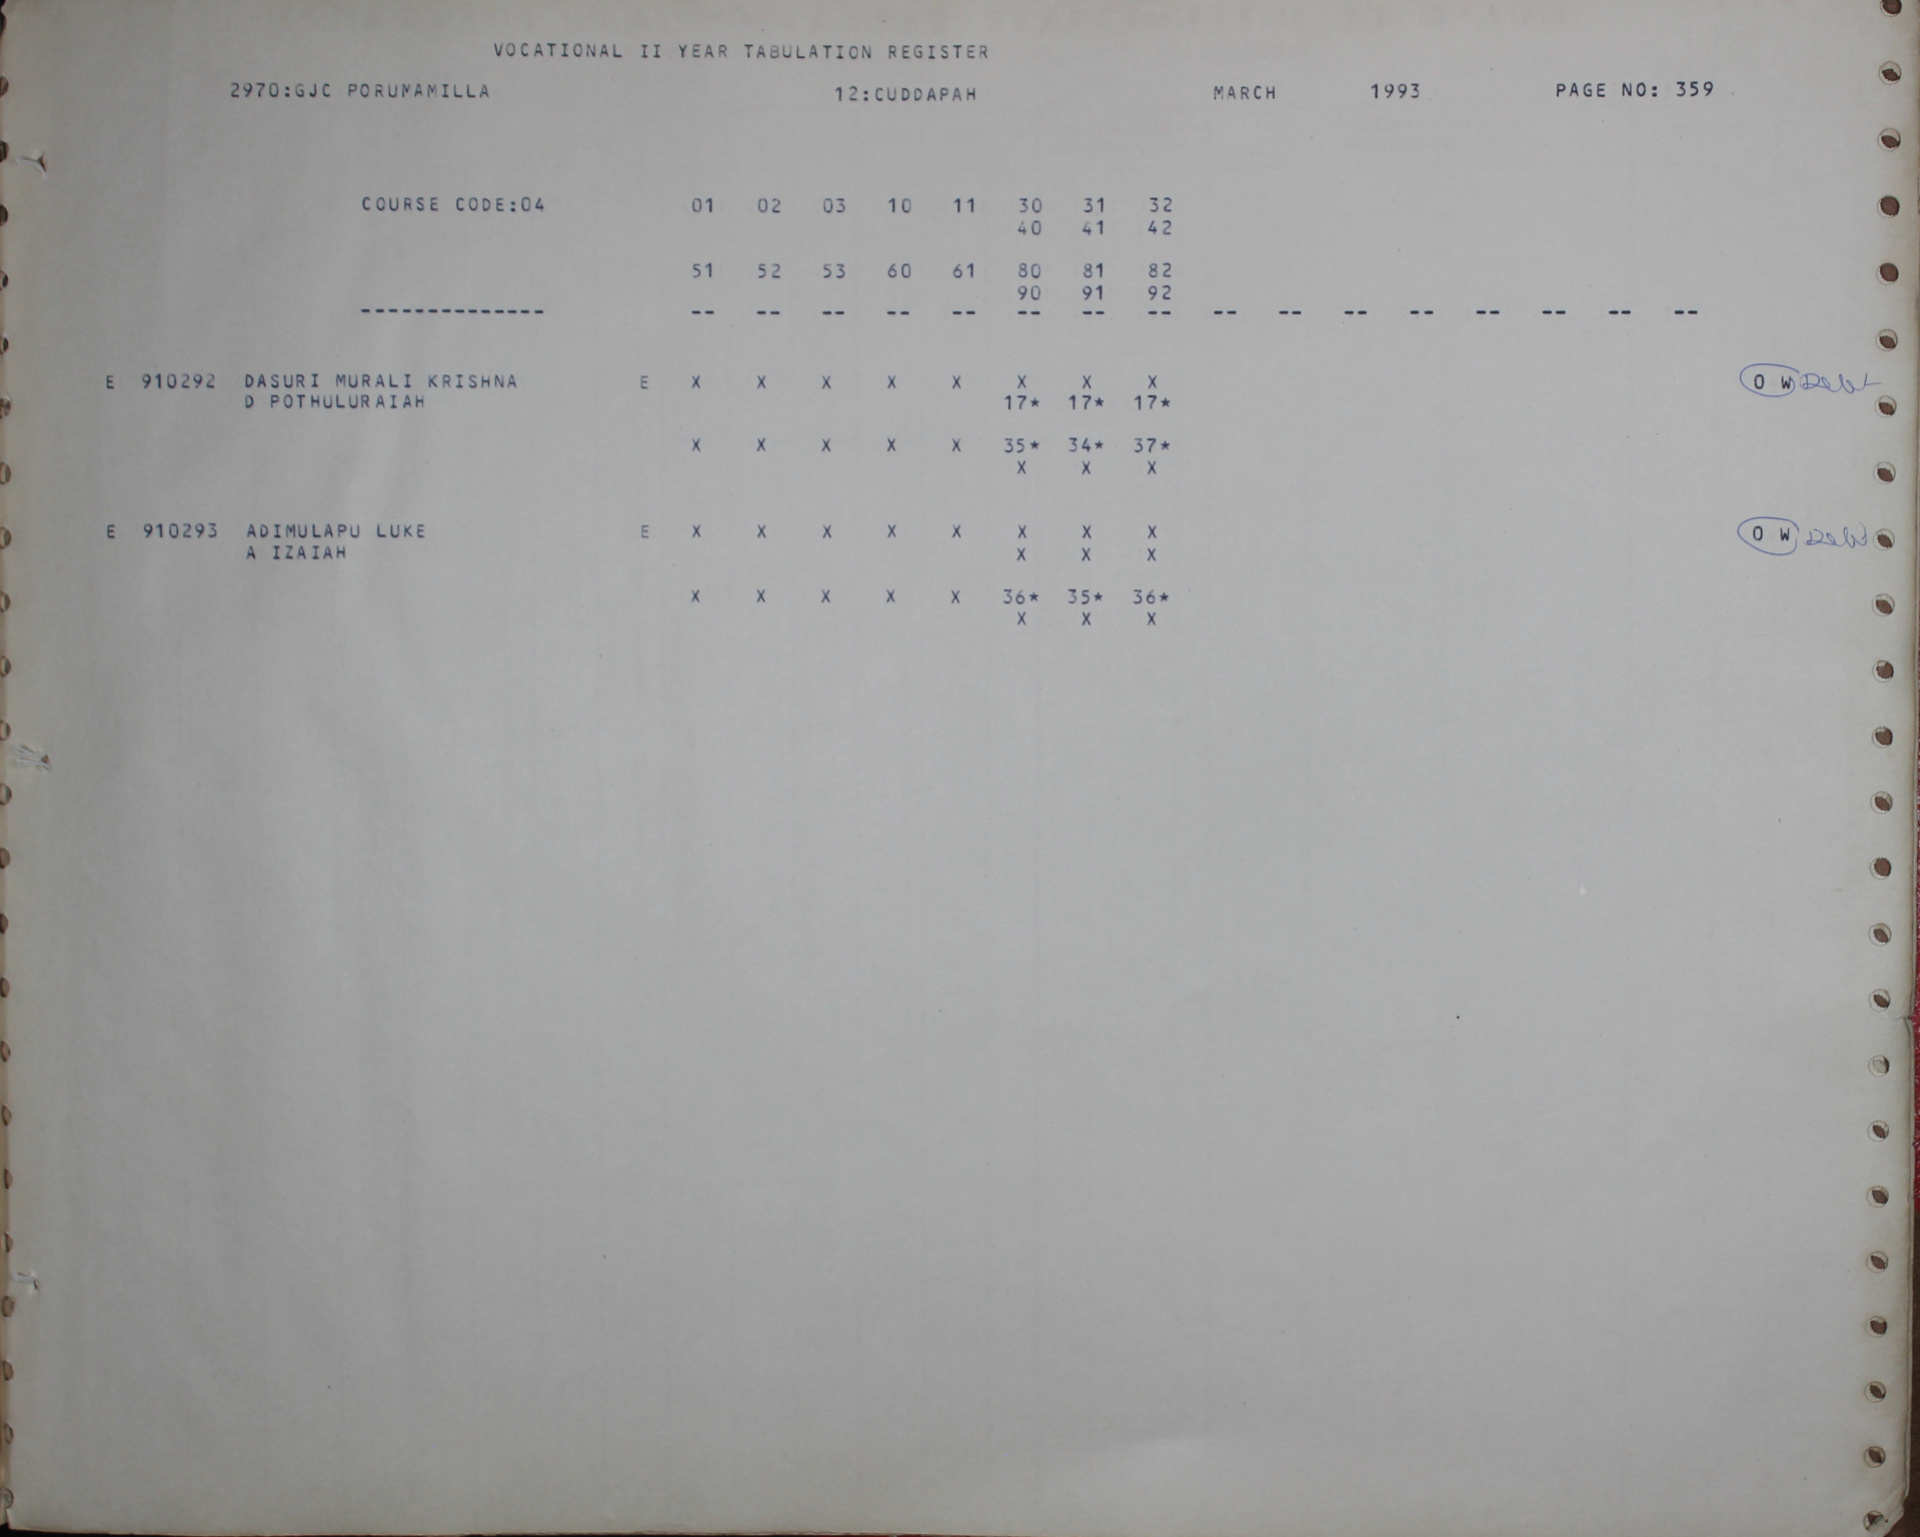 VOCATIONAL II YEAR TABULATION REGISTER
2970:GJC PORUMAMILLA 12:CUDDAPAH MARCH 1993 PAGE NO: 359
COURSE CODE:04 01 02 03 10 11 30 31 32
40 41 42
51 52 53 60 61 80 81 82
90 91 92
-------------- -- -- -- -- -- -- -- -- -- -- -- -- -- -- -- --
E 910292 DASURI MURALI KRISHNA E X X X X X X X X O W
D POTHULURAIAH 17* 17* 17*
X X X X X 35* 34* 37*
X X X
E 910293 ADIMULAPU LUKE E X X X X X X X X O W
A IZAIAH X X X
X X X X X 36* 35* 36*
X X X